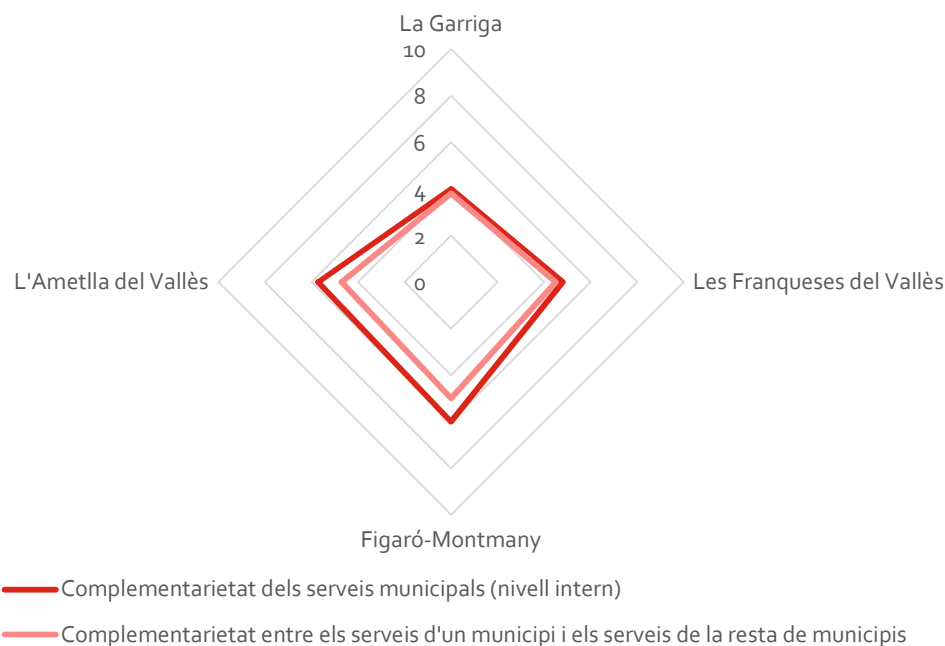 La Garriga
10
8
6
4
2
0
L'Ametlla del Vallès
Les Franqueses del Vallès
Figaró-Montmany
Complementarietat dels serveis municipals (nivell intern)
Complementarietat entre els serveis d'un municipi i els serveis de la resta de municipis